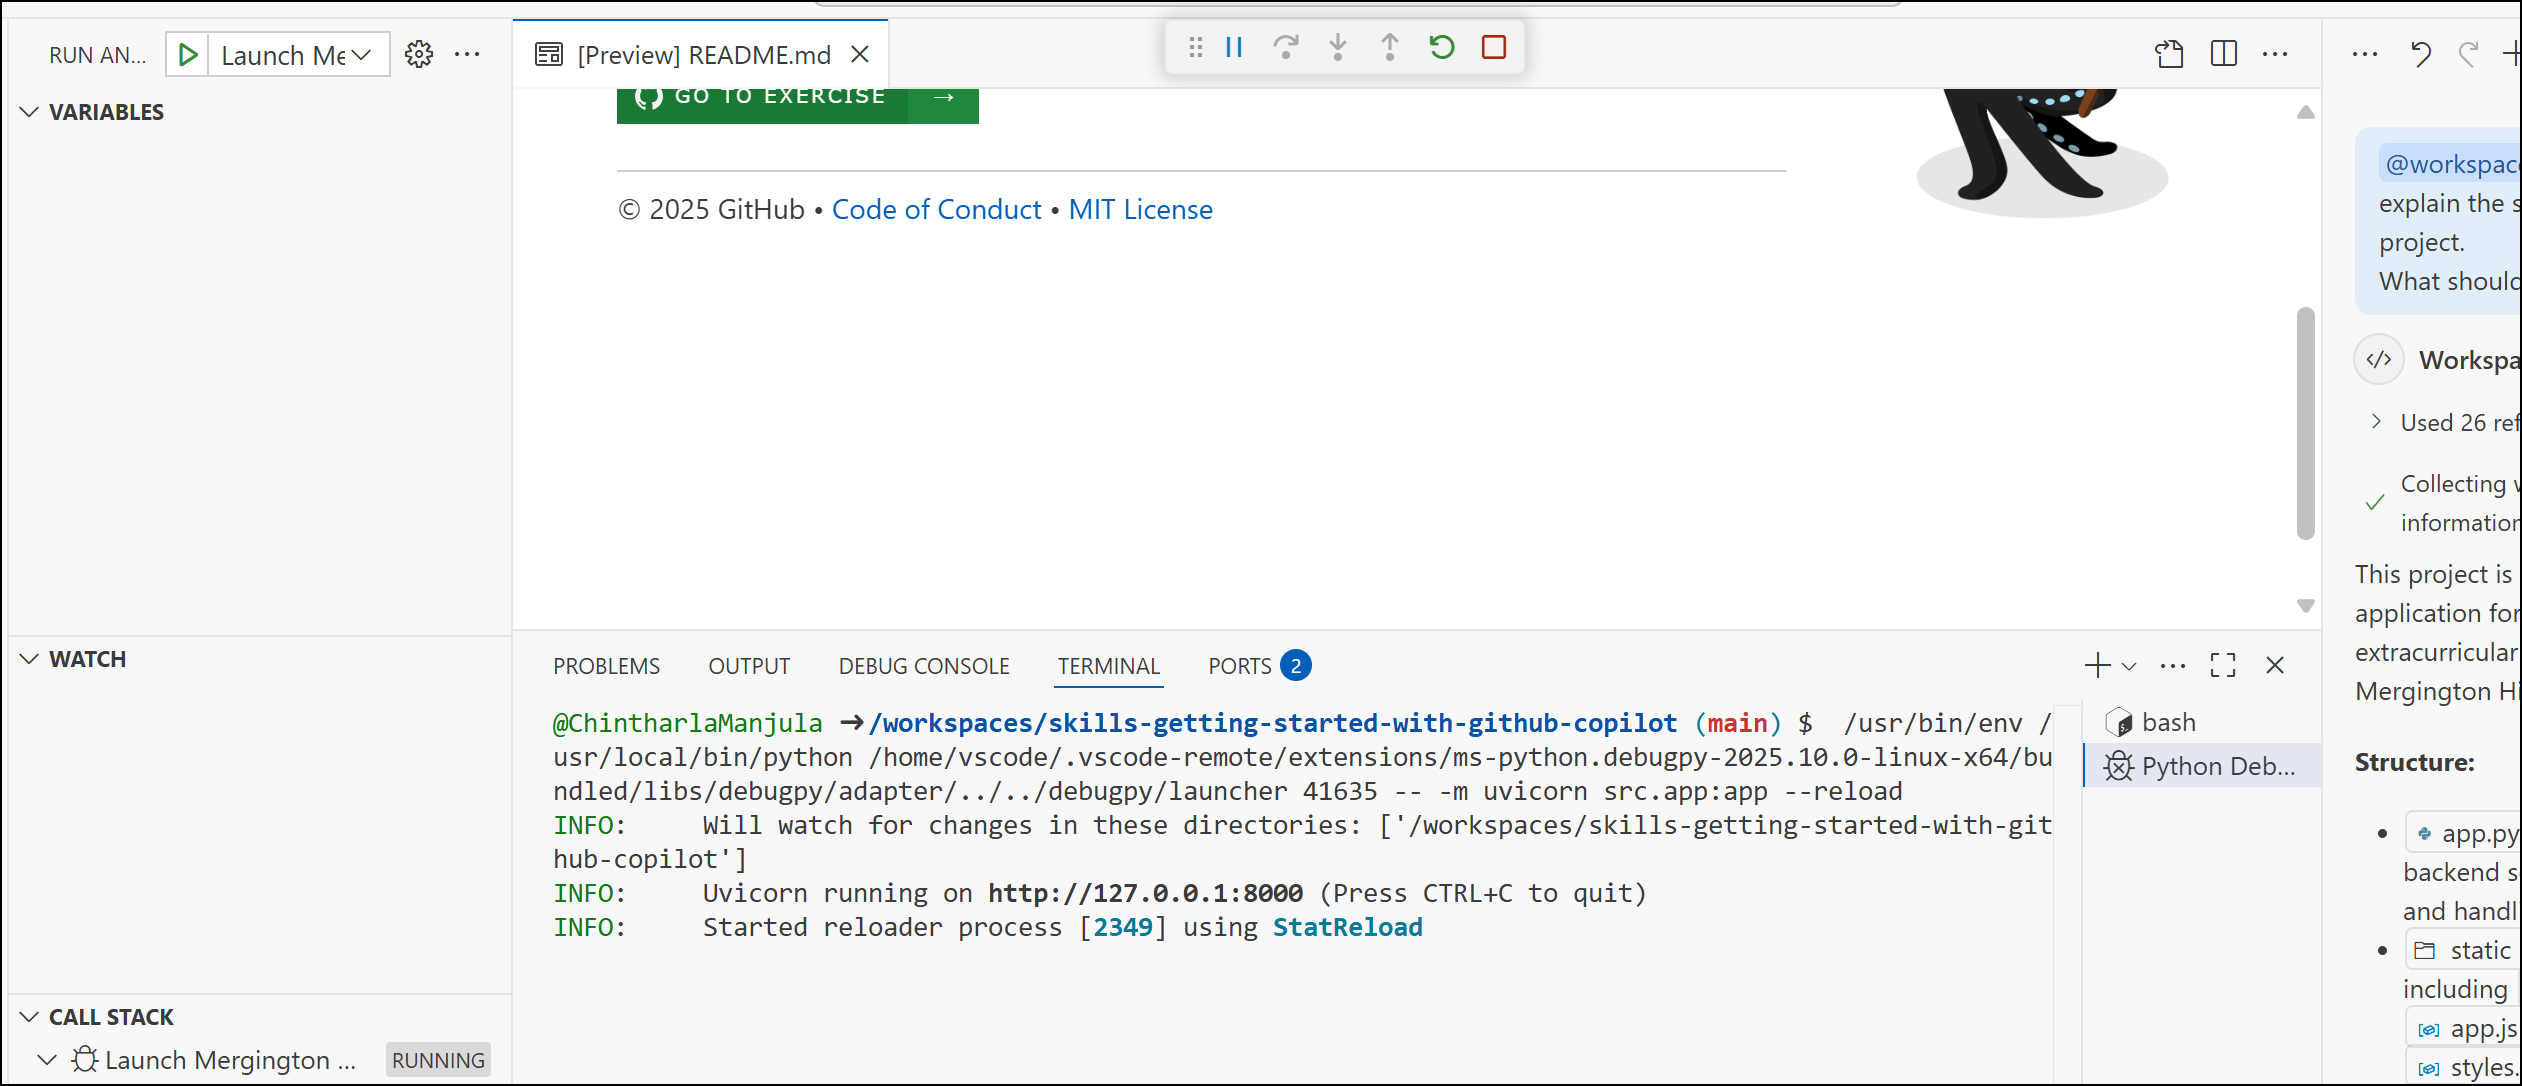 RUN AN...
Launch Me
VARIABLES
WATCH
CALL STACK
Launch Mergington ...
RUNNING
[Preview] README.md
GO TO EXERCISE →
© 2025 GitHub • Code of Conduct • MIT License
PROBLEMS OUTPUT DEBUG CONSOLE TERMINAL PORTS 2
@ChintharlaManjula ➜/workspaces/skills-getting-started-with-github-copilot (main) $  /usr/bin/env /
usr/local/bin/python /home/vscode/.vscode-remote/extensions/ms-python.debugpy-2025.10.0-linux-x64/bu
ndled/libs/debugpy/adapter/../../debugpy/launcher 41635 -- -m uvicorn src.app:app --reload
INFO:     Will watch for changes in these directories: ['/workspaces/skills-getting-started-with-git
hub-copilot']
INFO:     Uvicorn running on http://127.0.0.1:8000 (Press CTRL+C to quit)
INFO:     Started reloader process [2349] using StatReload
bash
Python Deb...
@workspace
explain the s
project.
What should
Workspa
Used 26 ref
Collecting
information
This project is
application for
extracurricular
Mergington Hi
Structure:
app.py
backend s
and handl
static
including
app.js
styles.